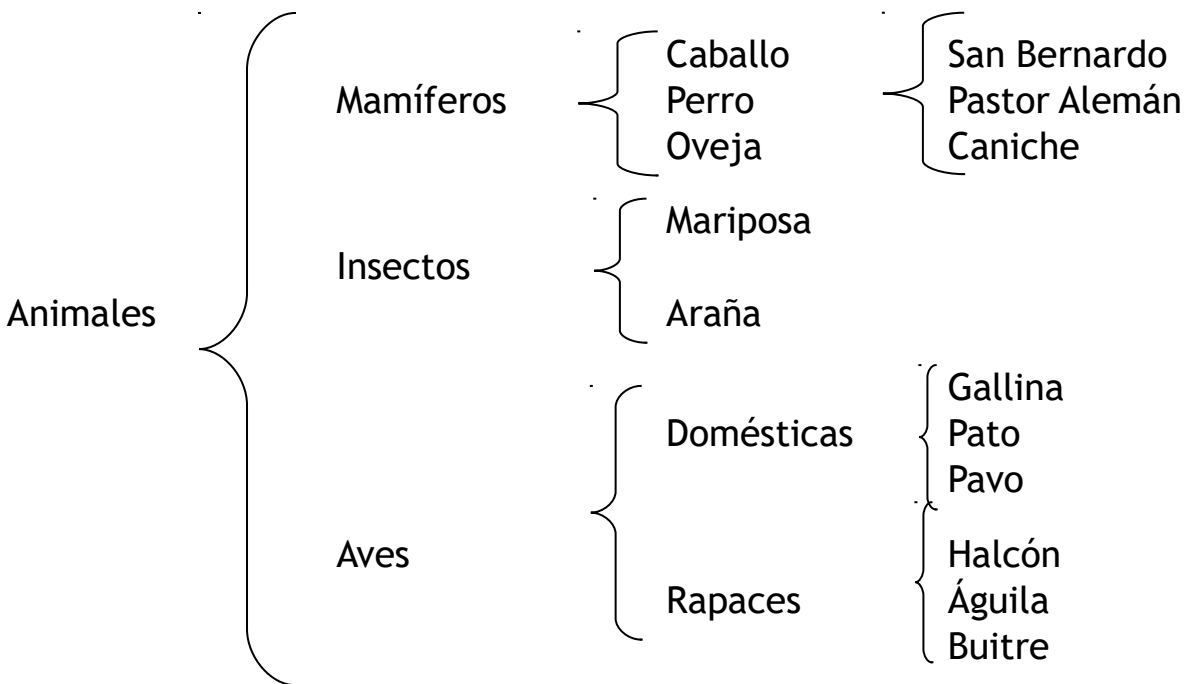 Caballo San Bernardo
Mamíferos Perro Pastor Alemán
Oveja Caniche
Mariposa
Insectos
Animales Araña
Gallina
Domésticas Pato
Pavo
Aves Halcón
Rapaces Águila
Buitre